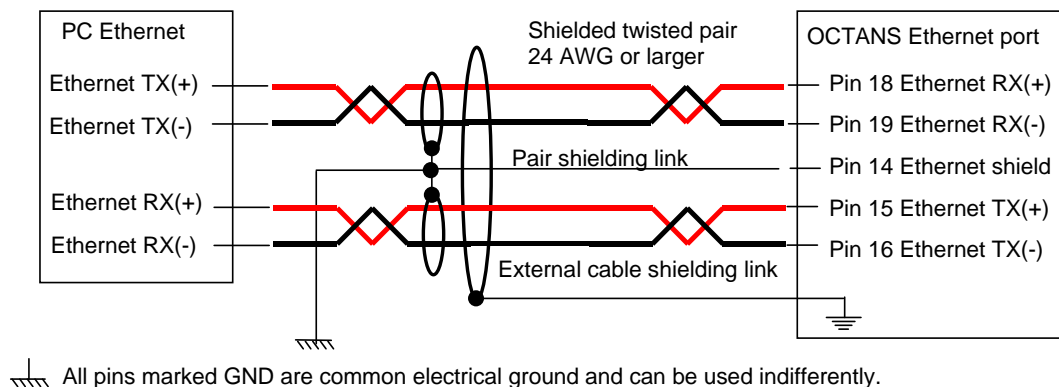 PC Ethernet
Shielded twisted pair
24 AWG or larger
OCTANS Ethernet port
Ethernet TX(+)
Pin 18 Ethernet RX(+)
Ethernet TX(-)
Pin 19 Ethernet RX(-)
Pair shielding link
Pin 14 Ethernet shield
Ethernet RX(+)
Pin 15 Ethernet TX(+)
Ethernet RX(-)
Pin 16 Ethernet TX(-)
External cable shielding link
All pins marked GND are common electrical ground and can be used indifferently.